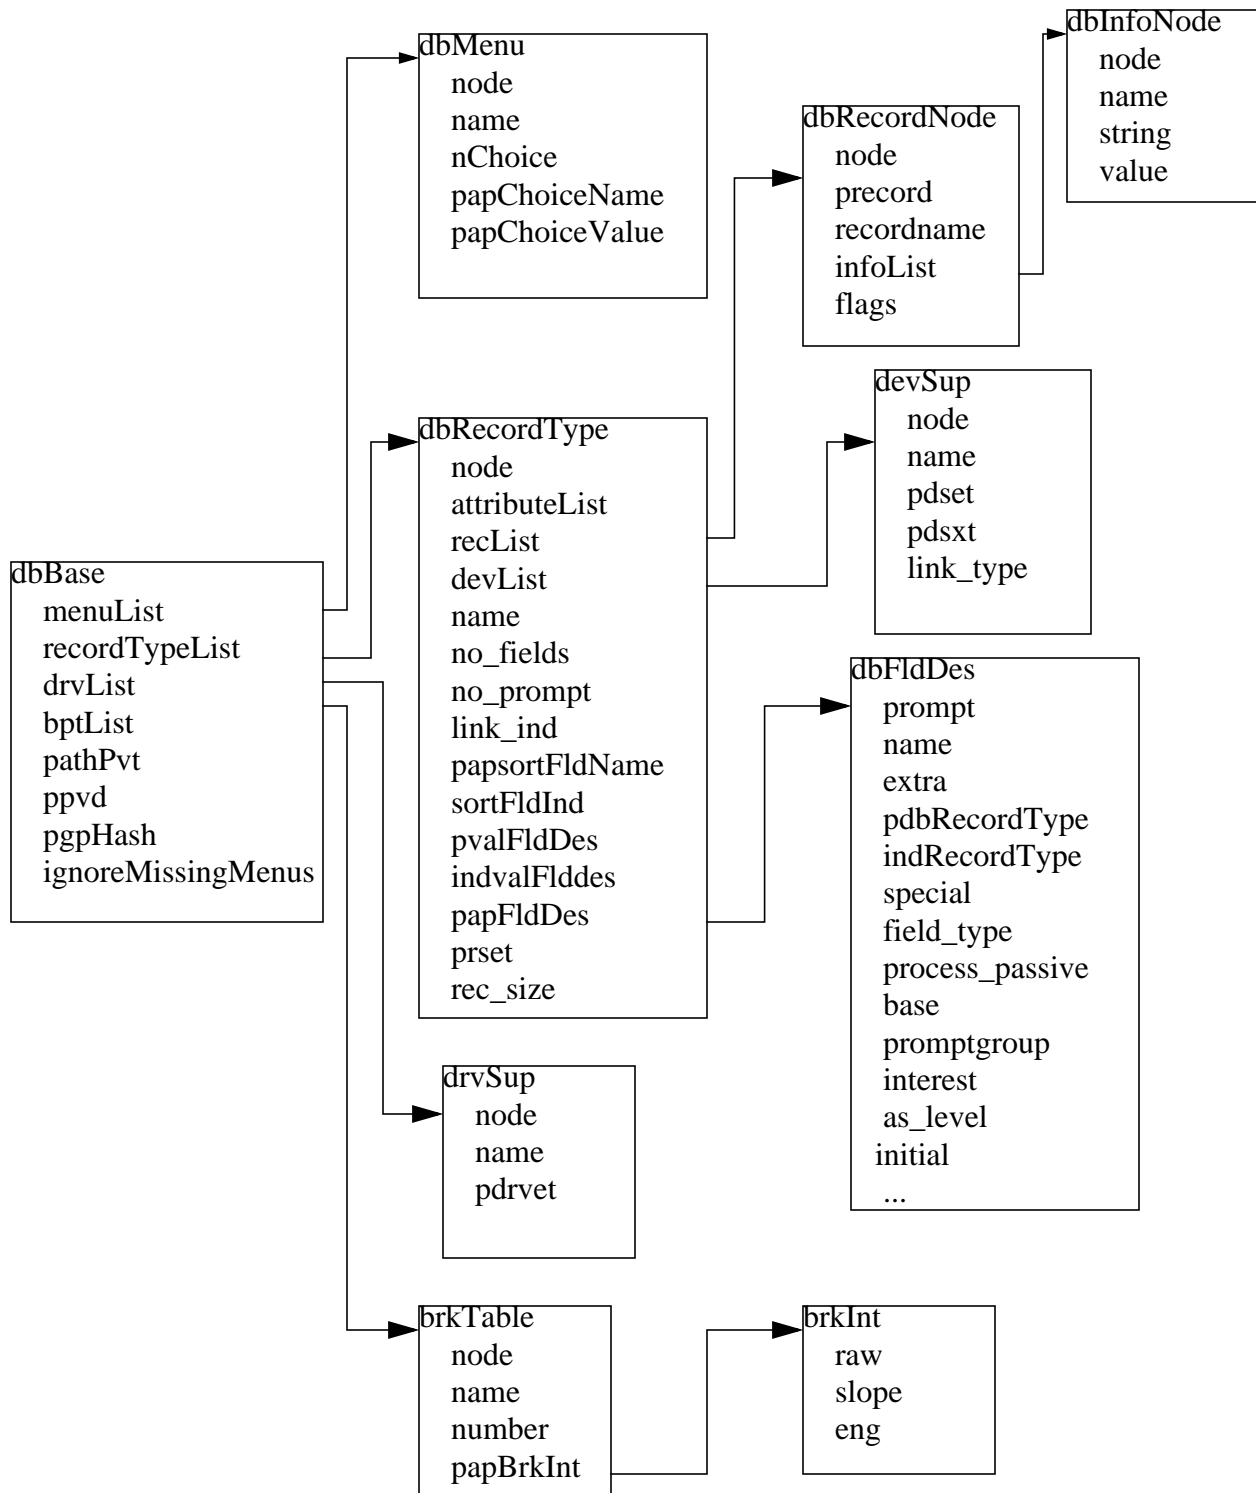 dbBase
menuList
recordTypeList
drvList
bptList
pathPvt
ppvd
pgpHash
ignoreMissingMenus
dbMenu
node
name
nChoice
papChoiceName
papChoiceValue
dbRecordType
node
attributeList
recList
devList
name
no_fields
no_prompt
link_ind
papsortFldName
sortFldInd
pvalFldDes
indvalFlddes
papFldDes
prset
rec_size
drvSup
node
name
pdrvet
brkTable
node
name
number
papBrkInt
dbRecordNode
node
precord
recordname
infoList
flags
dbInfoNode
node
name
string
value
devSup
node
name
pdset
pdsxt
link_type
dbFldDes
prompt
name
extra
pdbRecordType
indRecordType
special
field_type
process_passive
base
promptgroup
interest
as_level
initial
...
brkInt
raw
slope
eng